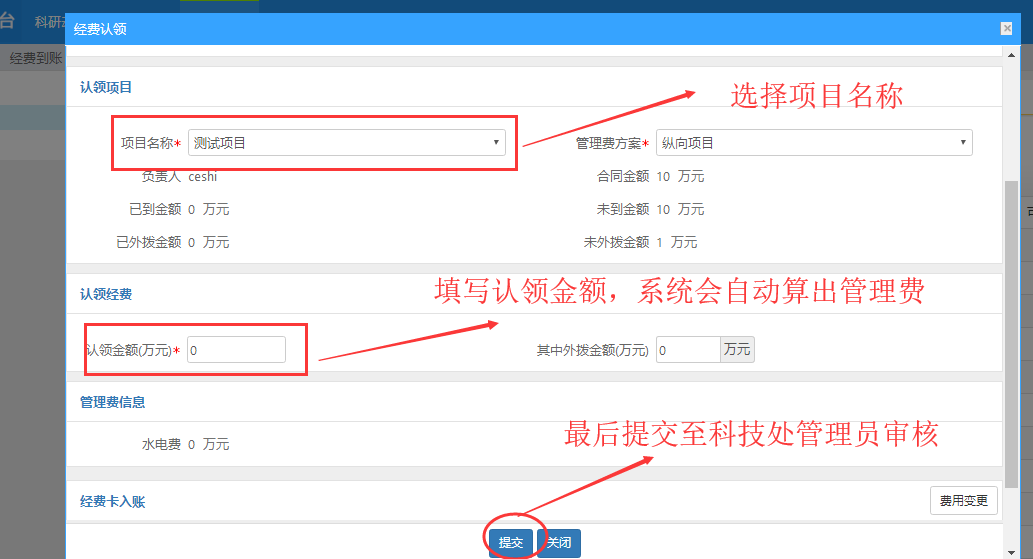 台 科研
经费认领
经费到账
认领项目
选择项目名称
项目名称* 测试项目 管理费方案* 纵向项目
负责人 ceshi 合同金额 10 万元
已到金额 0 万元 未到金额 10 万元
已外拨金额 0 万元 未外拨金额 1 万元
认领经费
填写认领金额，系统会自动算出管理费
认领金额(万元)* 0 其中外拨金额(万元) 0 万元
管理费信息
最后提交至科技处管理员审核
水电费 0 万元
经费卡入账 费用变更
提交 关闭